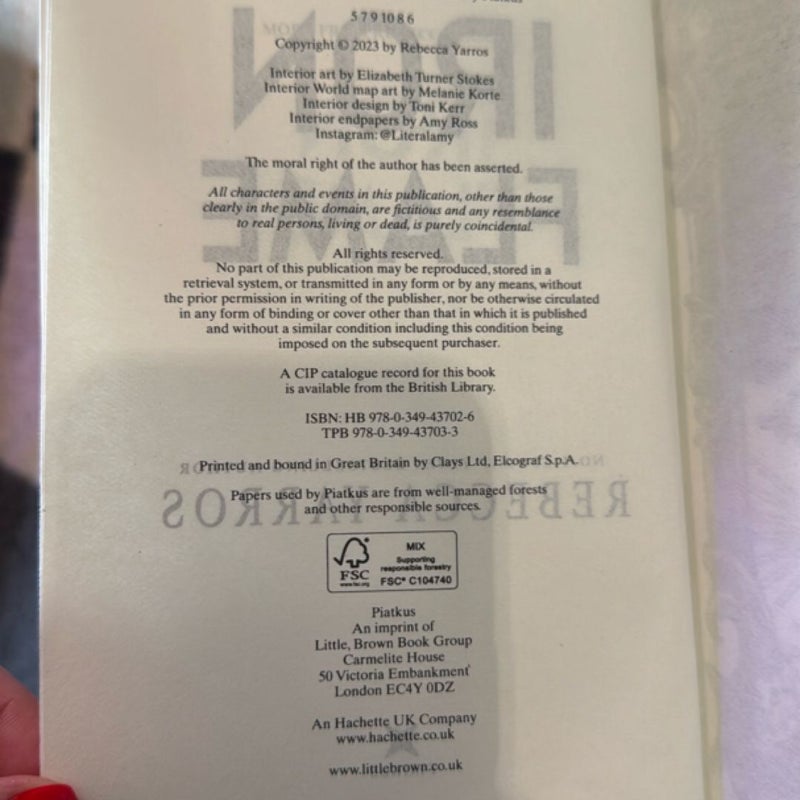 5 7 9 10 8 6
Copyright © 2023 by Rebecca Yarros
Interior art by Elizabeth Turner Stokes
Interior World map art by Melanie Korte
Interior design by Toni Kerr
Interior endpapers by Amy Ross
Instagram: @Literalamy
The moral right of the author has been asserted.
All characters and events in this publication, other than those
clearly in the public domain, are fictitious and any resemblance
to real persons, living or dead, is purely coincidental.
All rights reserved.
No part of this publication may be reproduced, stored in a
retrieval system, or transmitted in any form or by any means, without
the prior permission in writing of the publisher, nor be otherwise circulated
in any form of binding or cover other than that in which it is published
and without a similar condition including this condition being
imposed on the subsequent purchaser.
A CIP catalogue record for this book
is available from the British Library.
ISBN: HB 978-0-349-43702-6
TPB 978-0-349-43703-3
Printed and bound in Great Britain by Clays Ltd, Elcograf S.p.A.
Papers used by Piatkus are from well-managed forests
and other responsible sources.
FSC
www.fsc.org
MIX
Supporting
responsible forestry
FSC® C104740
Piatkus
An imprint of
Little, Brown Book Group
Carmelite House
50 Victoria Embankment
London EC4Y 0DZ
An Hachette UK Company
www.hachette.co.uk
www.littlebrown.co.uk
IRON
FLAME
REBECCA YARROS